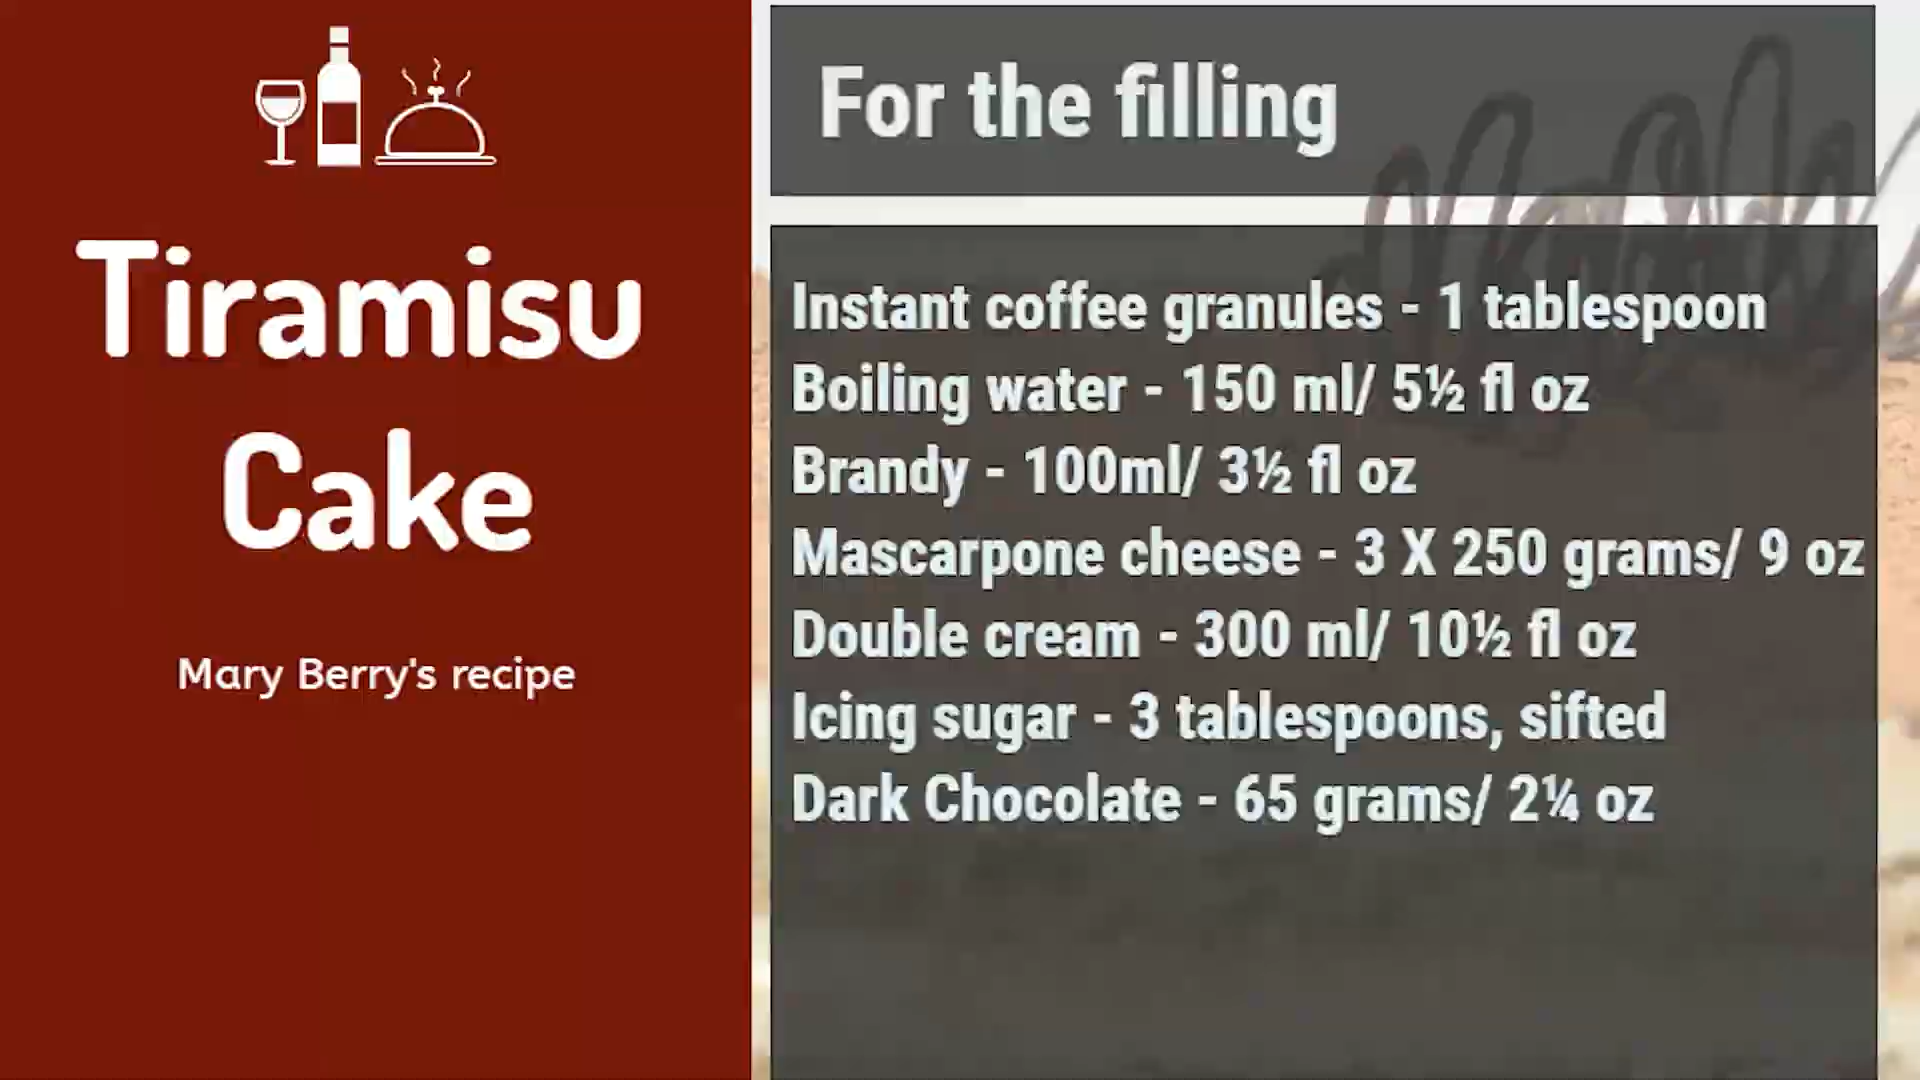 Tiramisu
Cake
Mary Berry's recipe
For the filling
Instant coffee granules - 1 tablespoon
Boiling water - 150 ml/ 5½ fl oz
Brandy - 100ml/ 3½ fl oz
Mascarpone cheese - 3 X 250 grams/ 9 oz
Double cream - 300 ml/ 10½ fl oz
Icing sugar - 3 tablespoons, sifted
Dark Chocolate - 65 grams/ 2¼ oz